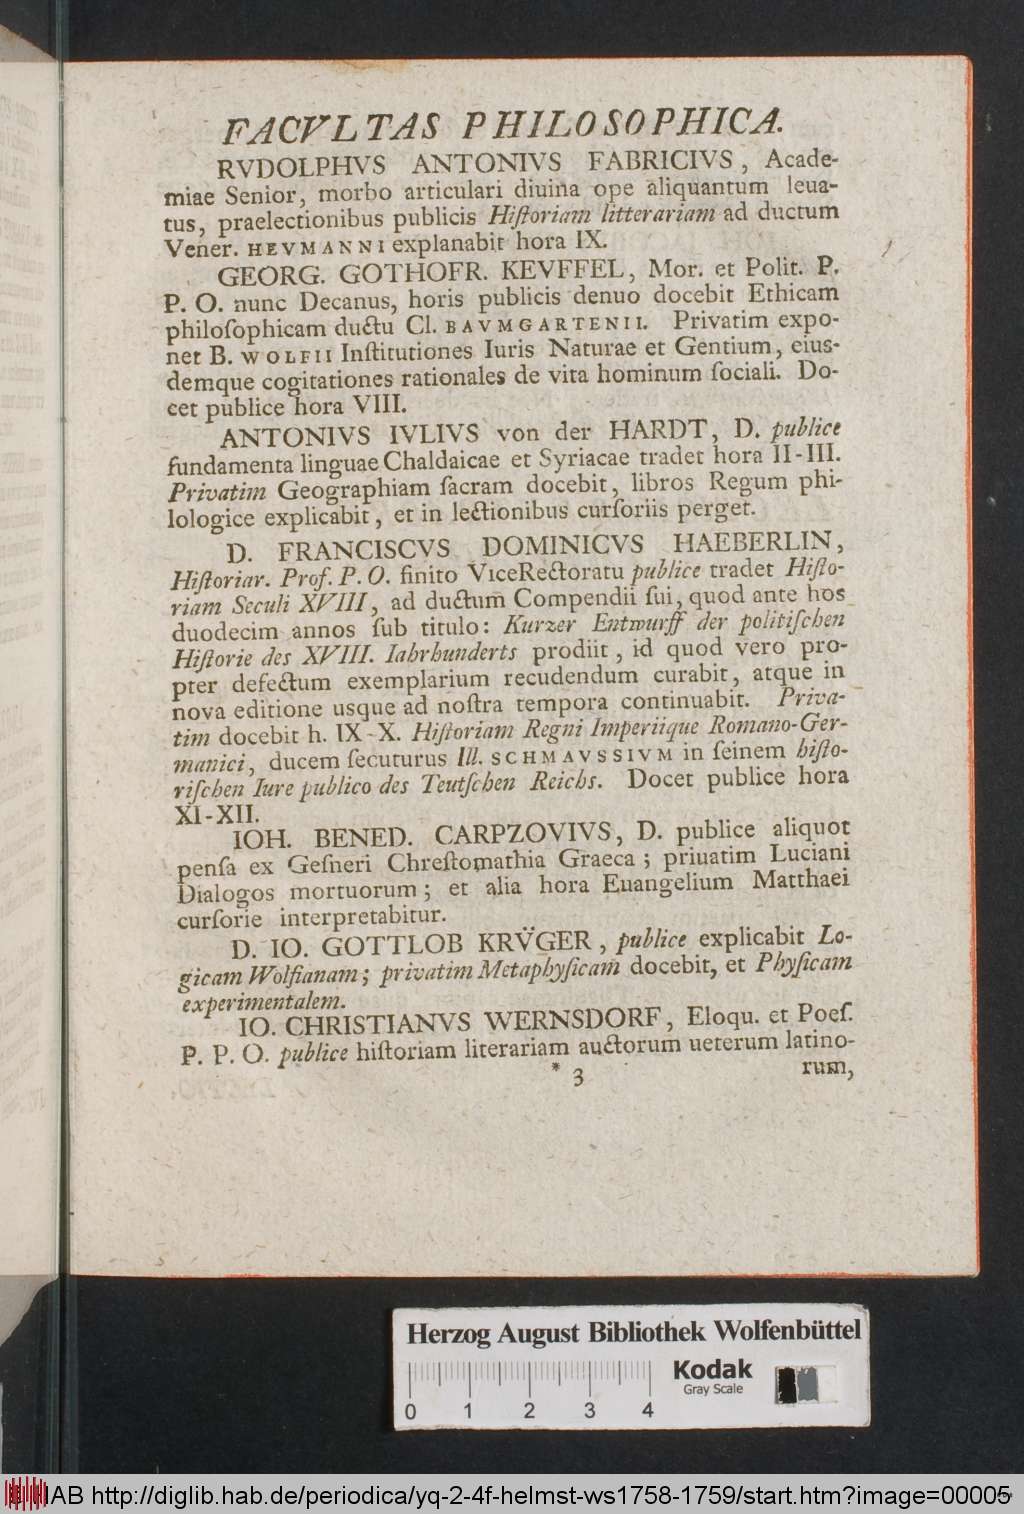 FACVLTAS PHILOSOPHICA.
RVDOLPHVS ANTONIVS FABRICIVS, Acade-
miae Senior, morbo articulari diuina ope aliquantum leua-
tus, praelectionibus publicis Hiſtoriam litterariam ad ductum
Vener. HEVMANNI explanabit hora IX.
GEORG. GOTHOFR. KEVFFEL, Mor. et Polit. P.
P. O. nunc Decanus, horis publicis denuo docebit Ethicam
philoſophicam ductu Cl. BAVMGARTENII. Privatim expo-
net B. WOLFII Inſtitutiones Iuris Naturae et Gentium, eius-
demque cogitationes rationales de vita hominum ſociali. Do-
cet publice hora VIII.
ANTONIVS IVLIVS von der HARDT, D. publice
fundamenta linguae Chaldaicae et Syriacae tradet hora II-III.
Privatim Geographiam ſacram docebit, libros Regum phi-
lologice explicabit, et in lectionibus curſoriis perget.
D. FRANCISCVS DOMINICVS HAEBERLIN,
Hiſtoriar. Prof. P. O. finito ViceRectoratu publice tradet Hiſto-
riam Seculi XVIII, ad ductum Compendii ſui, quod ante hos
duodecim annos ſub titulo: Kurzer Entwurff der politiſchen
Hiſtorie des XVIII. Iahrhunderts prodiit, id quod vero pro-
pter defectum exemplarium recudendum curabit, atque in
nova editione usque ad noſtra tempora continuabit. Priva-
tim docebit h. IX-X. Hiſtoriam Regni Imperiique Romano-Ger-
manici, ducem ſecuturus Ill. SCHMAVSSIVM in ſeinem hiſto-
riſchen Iure publico des Teutſchen Reichs. Docet publice hora
XI-XII.
IOH. BENED. CARPZOVIVS, D. publice aliquot
penſa ex Geſneri Chreſtomathia Graeca; priuatim Luciani
Dialogos mortuorum; et alia hora Euangelium Matthaei
curſorie interpretabitur.
D. IO. GOTTLOB KRV̈GER, publice explicabit Lo-
gicam Wolfianam; privatim Metaphyſicam docebit, et Phyſicam
experimentalem.
IO. CHRISTIANVS WERNSDORF, Eloqu. et Poeſ.
P. P. O. publice hiſtoriam literariam auctorum ueterum latino-
* 3 rum,
Herzog August Bibliothek Wolfenbüttel
Kodak
Gray Scale
0 1 2 3 4
HAB http://diglib.hab.de/periodica/yq-2-4f-helmst-ws1758-1759/start.htm?image=00005